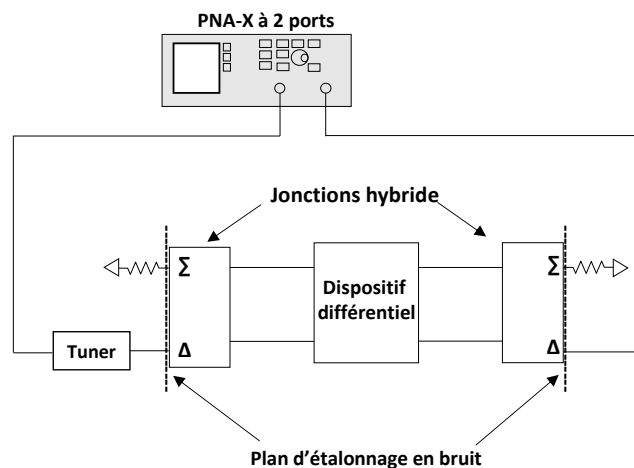 PNA-X à 2 ports
Jonctions hybride
Σ
Σ
Dispositif
différentiel
Tuner
Δ
Δ
Plan d'étalonnage en bruit